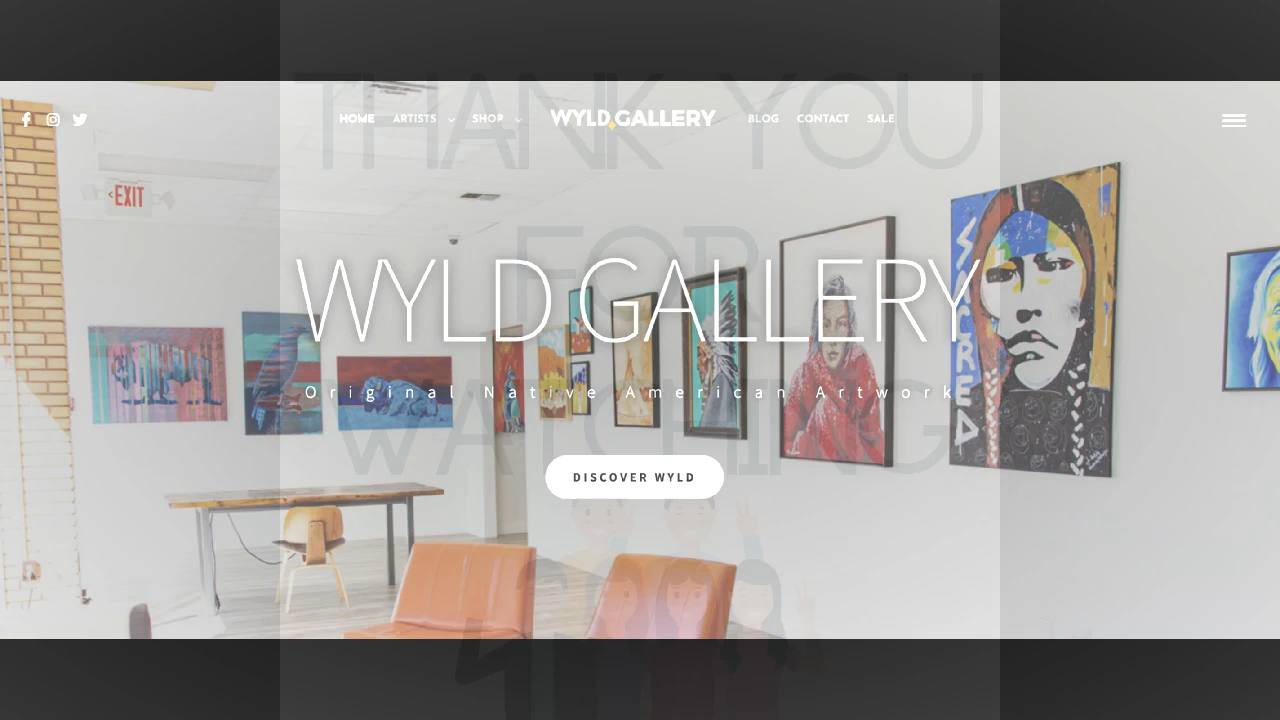 THANK YOU
HOME ARTISTS SHOP WYLD GALLERY BLOG CONTACT SALE
<EXIT
FOR
WYLD GALLERY
SACRED
Original Native American Artwork
WATCHING
DISCOVER WYLD